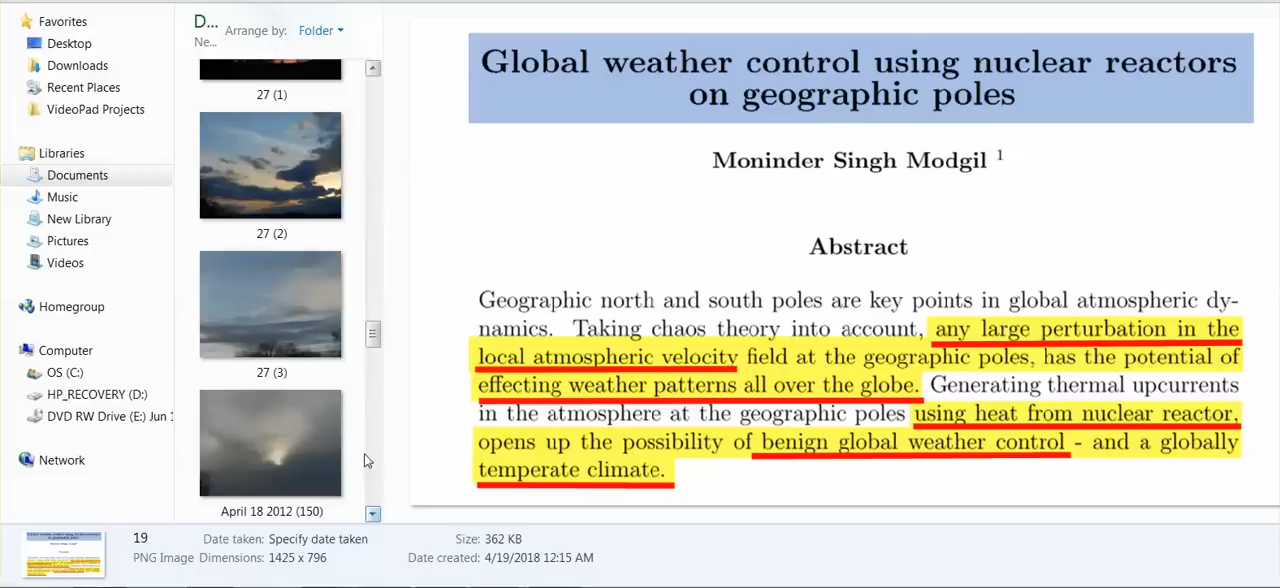 Favorites
Desktop
Downloads
Recent Places
VideoPad Projects
Libraries
Documents
Music
New Library
Pictures
Videos
Homegroup
Computer
OS (C:)
HP_RECOVERY (D:)
DVD RW Drive (E:) Jun 1
Network
D...
Ne...
Arrange by: Folder
27 (1)
27 (2)
27 (3)
April 18 2012 (150)
Global weather control using nuclear reactors
on geographic poles
Moninder Singh Modgil 1
Abstract
Geographic north and south poles are key points in global atmospheric dy-
namics. Taking chaos theory into account, any large perturbation in the
local atmospheric velocity field at the geographic poles, has the potential of
effecting weather patterns all over the globe. Generating thermal upcurrents
in the atmosphere at the geographic poles using heat from nuclear reactor,
opens up the possibility of benign global weather control - and a globally
temperate climate.
19
PNG Image
Date taken: Specify date taken
Dimensions: 1425 x 796
Size: 362 KB
Date created: 4/19/2018 12:15 AM